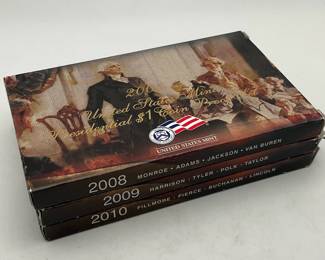 United States Mint
Presidential $1 Coin Proof Set
UNITED STATES MINT
2008 MONROE • ADAMS • JACKSON • VAN BUREN
2009 HARRISON • TYLER • POLK • TAYLOR
2010 FILLMORE • PIERCE • BUCHANAN • LINCOLN